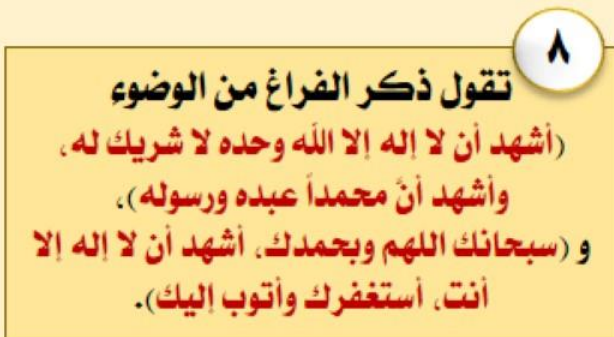 ٨
تقول ذكر الفراغ من الوضوء
(أشهد أن لا إله إلا الله وحده لا شريك له،
وأشهد أنَّ محمداً عبده ورسوله)،
و (سبحانك اللهم وبحمدك، أشهد أن لا إله إلا
أنت، أستغفرك وأتوب إليك).